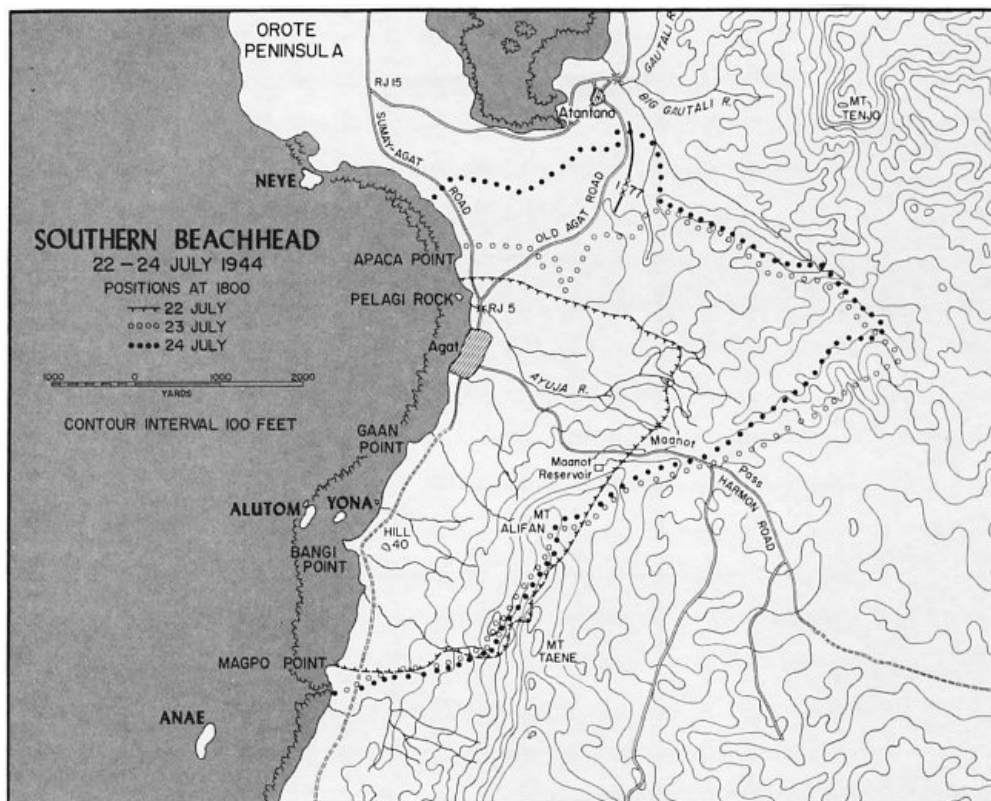 OROTE
PENINSULA
RJ 15
SUMAY-AGAT
ROAD
GAUTALI R.
BIG GAUTALI R.
Atantano
MT
TENJO
NEYE
1 X 77
OLD AGAT ROAD
SOUTHERN BEACHHEAD
22 – 24 JULY 1944
POSITIONS AT 1800
22 JULY
23 JULY
24 JULY
1000 0 1000 2000
YARDS
CONTOUR INTERVAL 100 FEET
APACA POINT
PELAGI ROCK
RJ 5
Agat
AYUJA R.
GAAN
POINT
Maanot
Pass
Maanot
Reservoir
HARMON ROAD
ALUTOM
YONA
MT
ALIFAN
HILL
40
BANGI
POINT
MAGPO POINT
MT
TAENE
ANAE